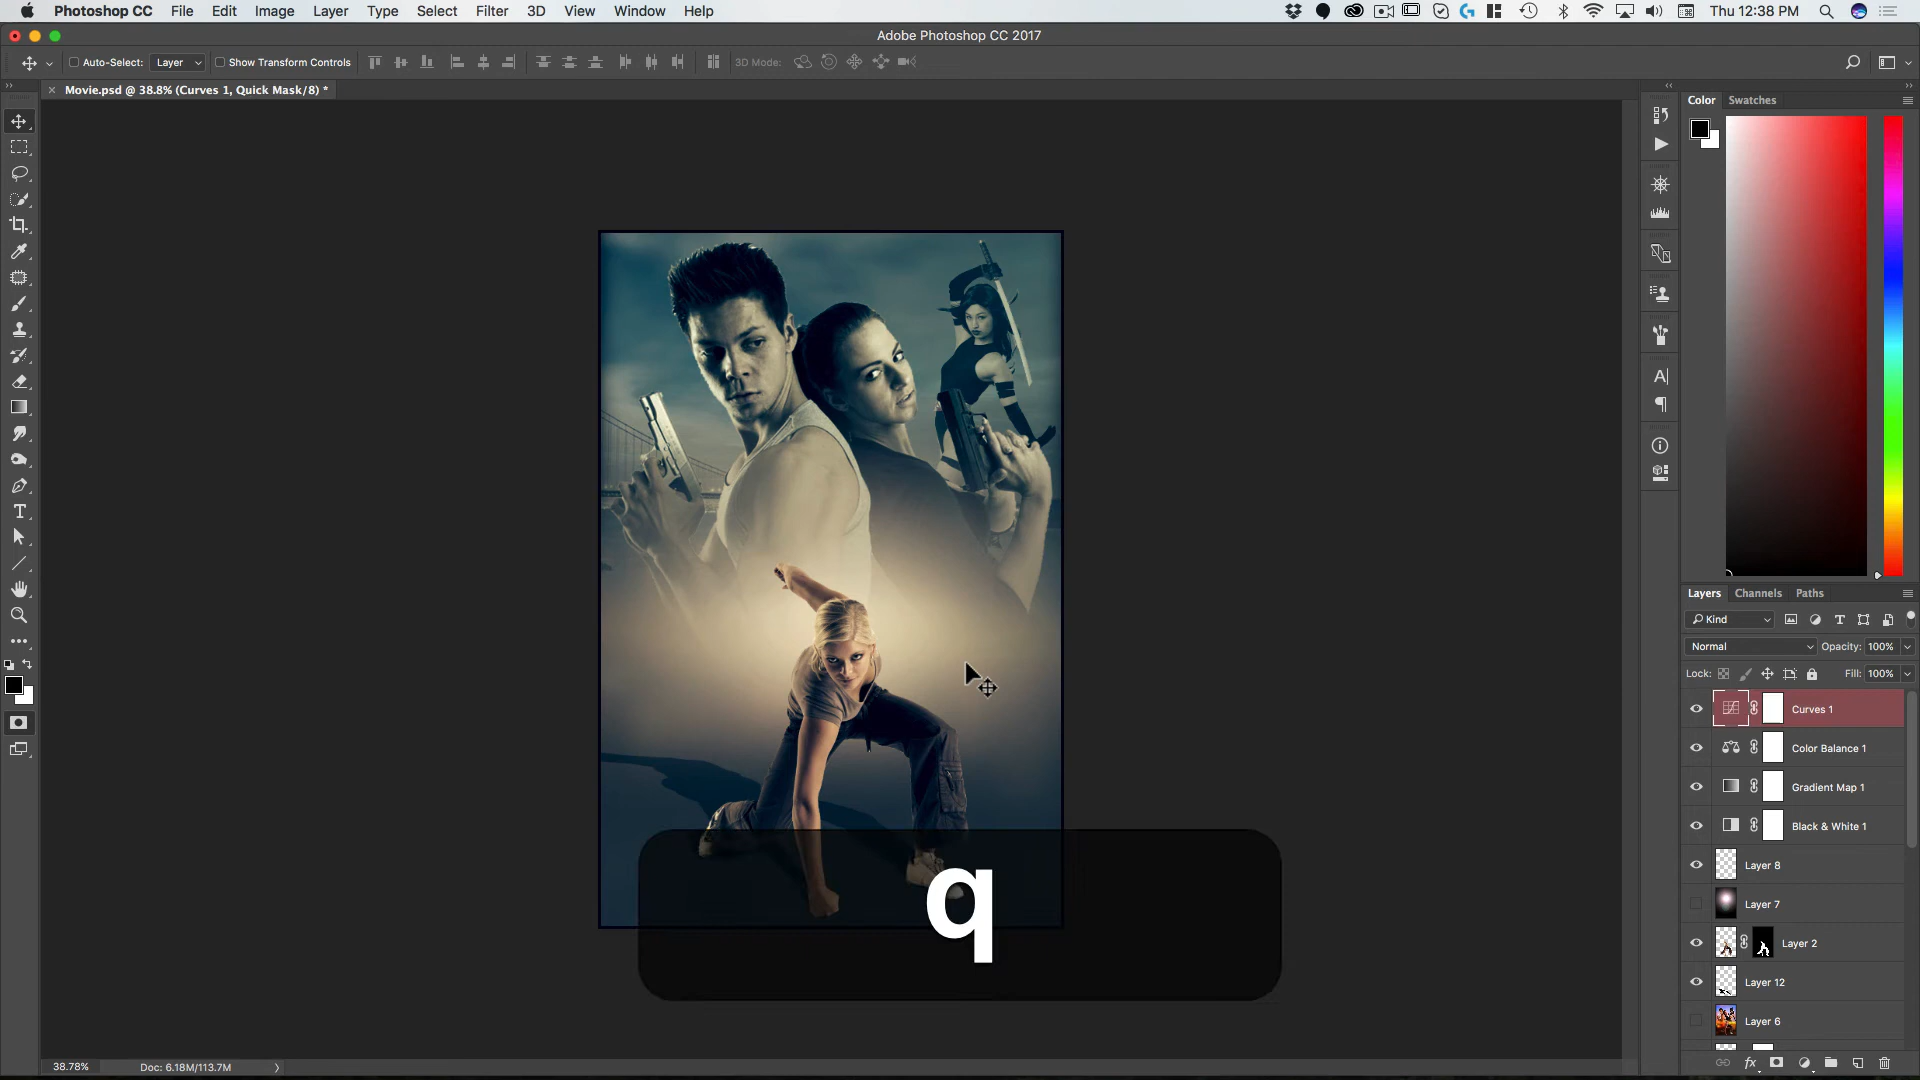 Photoshop CC File Edit Image Layer Type Select Filter 3D View Window Help
Thu 12:38 PM
Adobe Photoshop CC 2017
Auto-Select: Layer Show Transform Controls
3D Mode:
Movie.psd @ 38.8% (Curves 1, Quick Mask/8) *
Color Swatches
Layers Channels Paths
Kind
Normal Opacity: 100%
Lock: Fill: 100%
Curves 1
Color Balance 1
Gradient Map 1
Black & White 1
Layer 8
Layer 7
Layer 2
Layer 12
Layer 6
q
38.78% Doc: 6.18M/113.7M